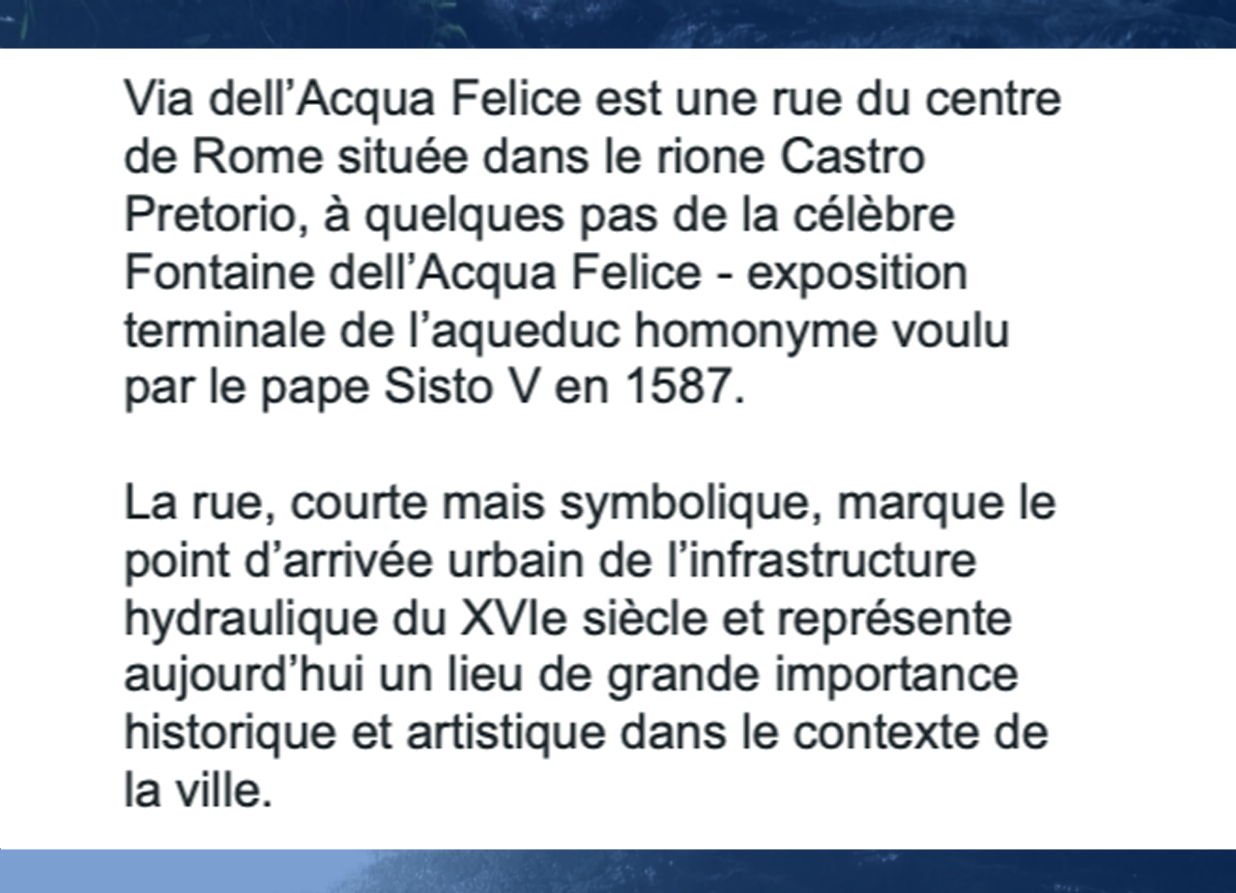 Via dell’Acqua Felice est une rue du centre
de Rome située dans le rione Castro
Pretorio, à quelques pas de la célèbre
Fontaine dell’Acqua Felice - exposition
terminale de l’aqueduc homonyme voulu
par le pape Sisto V en 1587.
La rue, courte mais symbolique, marque le
point d’arrivée urbain de l’infrastructure
hydraulique du XVIe siècle et représente
aujourd’hui un lieu de grande importance
historique et artistique dans le contexte de
la ville.